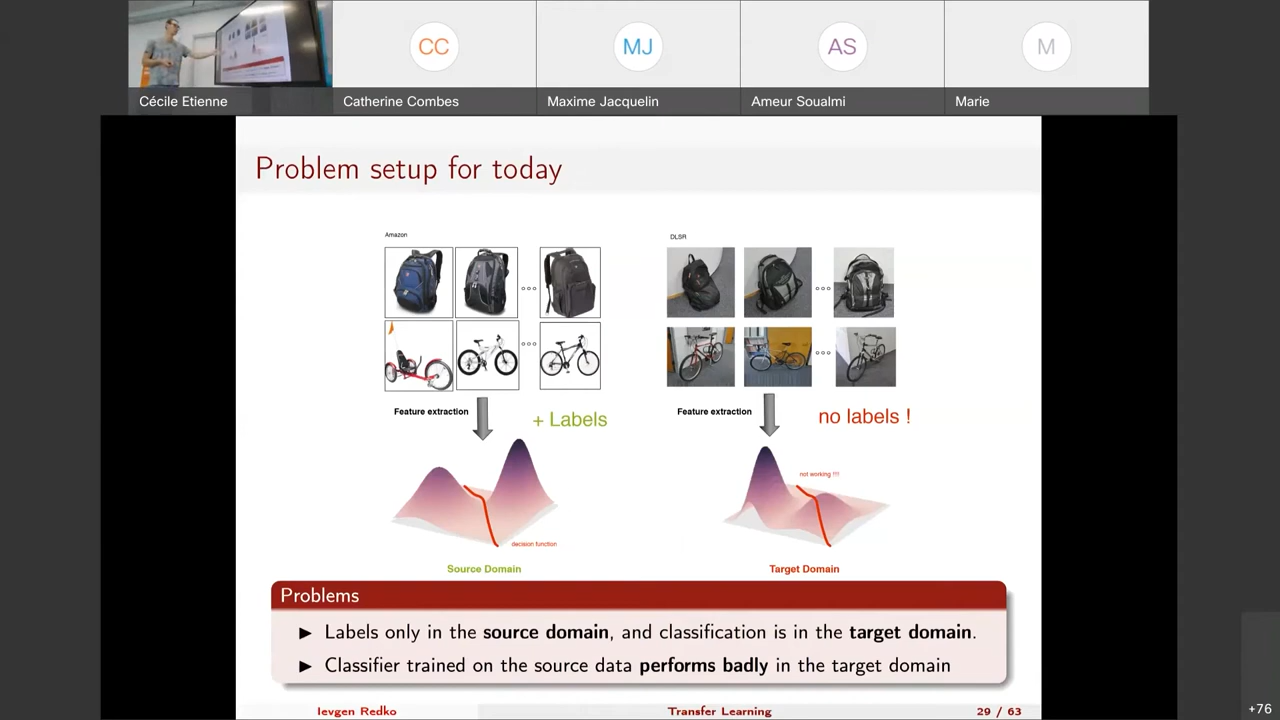 CC
MJ
AS
M
Cécile Etienne
Catherine Combes
Maxime Jacquelin
Ameur Soualmi
Marie
Problem setup for today
Amazon
DLSR
Feature extraction
+ Labels
Feature extraction
no labels !
not working !!!!
decision function
Source Domain
Target Domain
Problems
▶ Labels only in the source domain, and classification is in the target domain.
▶ Classifier trained on the source data performs badly in the target domain
Ievgen Redko
Transfer Learning
29 / 63
+76